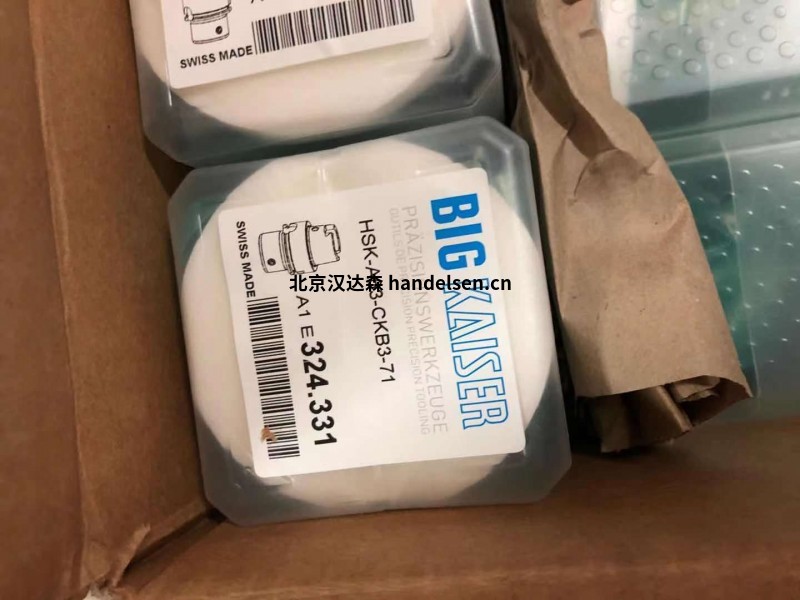 SWISS MADE
BIG KAISER
PRÄZISIONSWERKZEUGE
OUTILS DE PRÉCISION PRECISION TOOLING
HSK-A63-CKB3-71
A1 E 324.331
SWISS MADE
北京汉达森 handelsen.cn